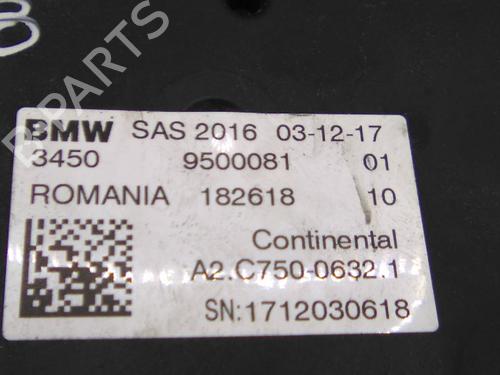 B-PARTS
BMW SAS 2016 03-12-17
3450 9500081 01
ROMANIA 182618 10
Continental
A2.C750-0632.1
SN:1712030618